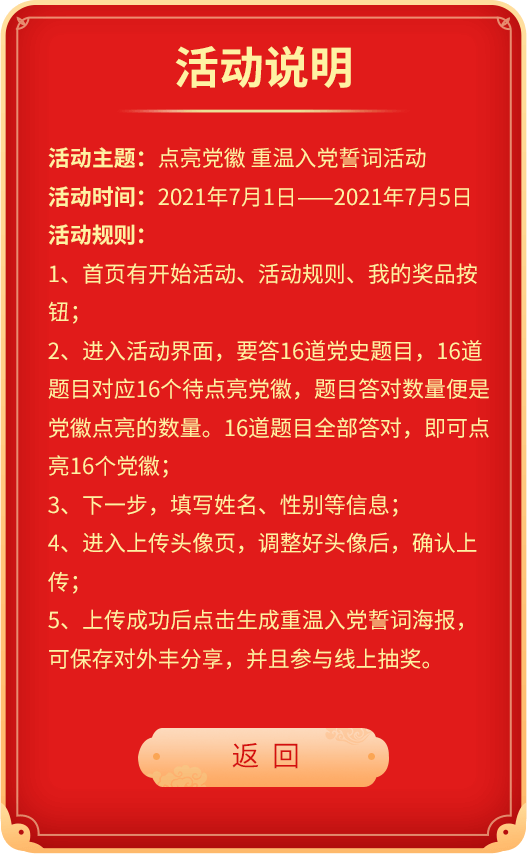 活动说明
活动主题：点亮党徽 重温入党誓词活动
活动时间：2021年7月1日——2021年7月5日
活动规则：
1、首页有开始活动、活动规则、我的奖品按
钮；
2、进入活动界面，要答16道党史题目，16道
题目对应16个待点亮党徽，题目答对数量便是
党徽点亮的数量。16道题目全部答对，即可点
亮16个党徽；
3、下一步，填写姓名、性别等信息；
4、进入上传头像页，调整好头像后，确认上
传；
5、上传成功后点击生成重温入党誓词海报，
可保存对外丰分享，并且参与线上抽奖。
返 回